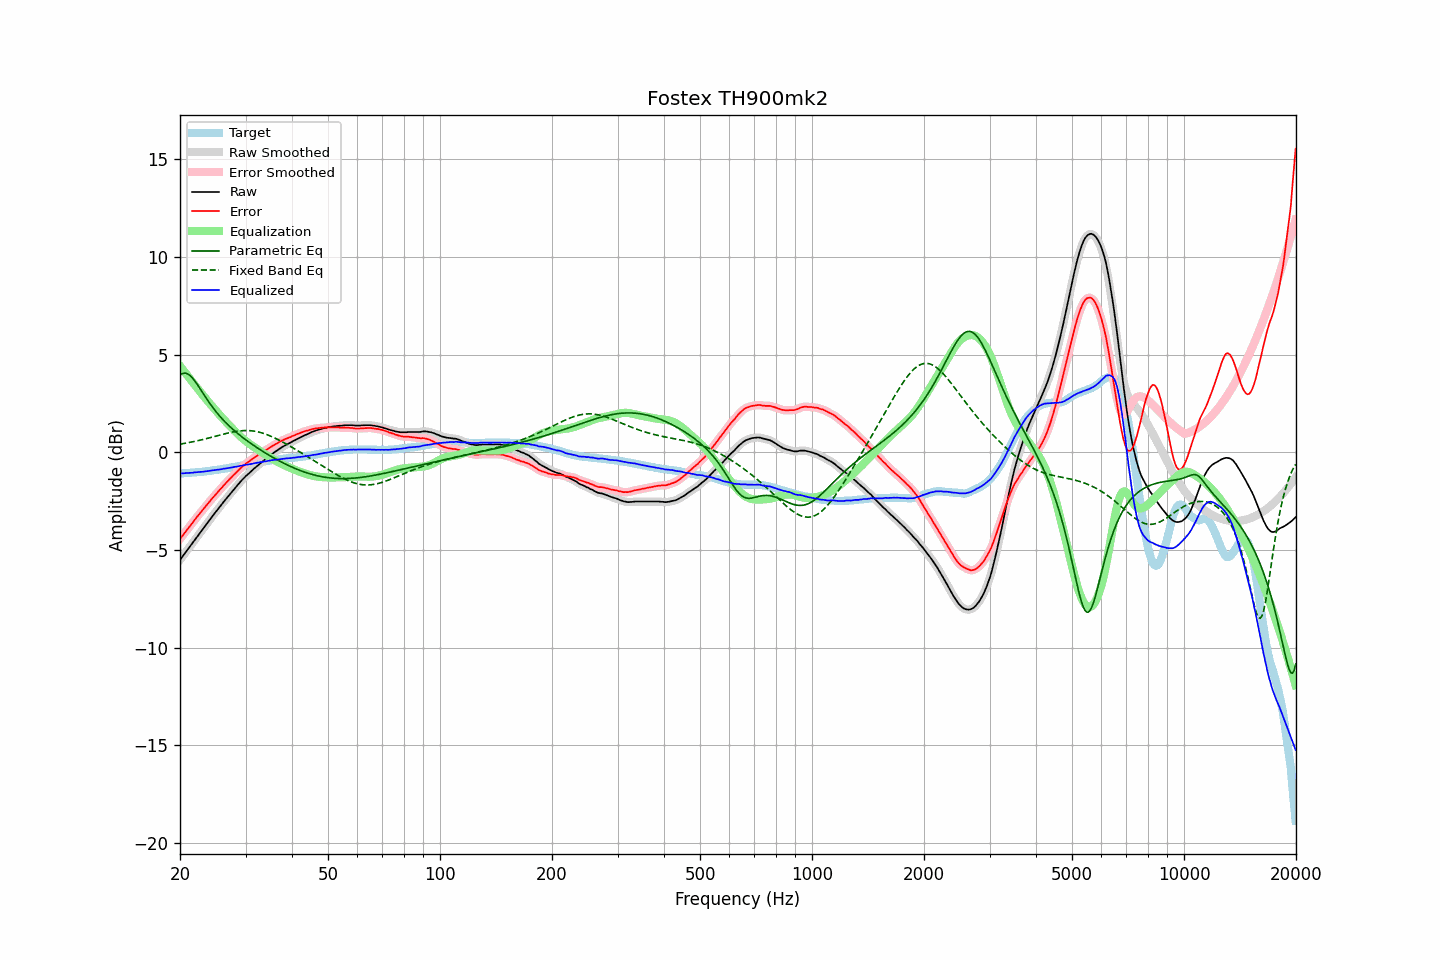 Fostex TH900mk2
Target
Raw Smoothed
Error Smoothed
Raw
Error
Equalization
Parametric Eq
Fixed Band Eq
Equalized
15
10
5
0
−5
−10
−15
−20
Amplitude (dBr)
20
50
100
200
500
1000
2000
5000
10000
20000
Frequency (Hz)